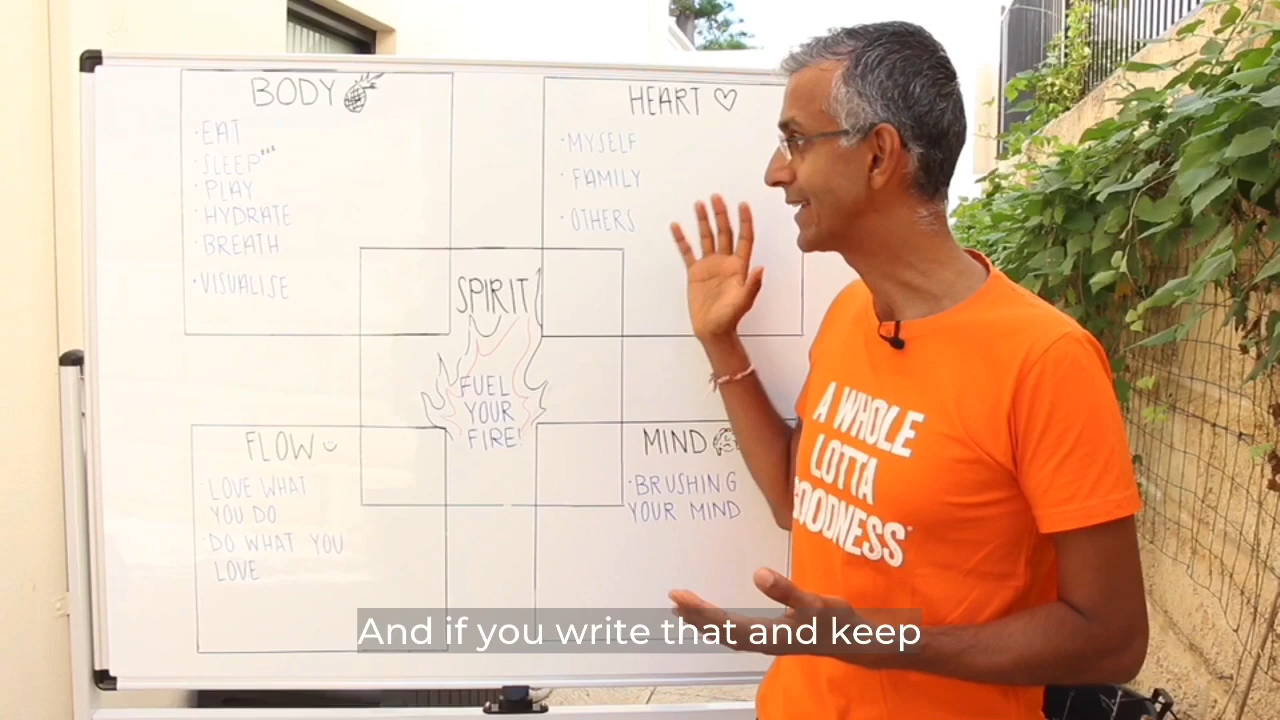 BODY
· EAT
· SLEEP zzz
· PLAY
· HYDRATE
· BREATH
· VISUALISE
HEART
· MYSELF
· FAMILY
· OTHERS
SPIRIT
FUEL
YOUR
FIRE!
FLOW
· LOVE WHAT
YOU DO
· DO WHAT YOU
LOVE
MIND
· BRUSHING
YOUR MIND
A WHOLE
LOTTA
GOODNESS
And if you write that and keep